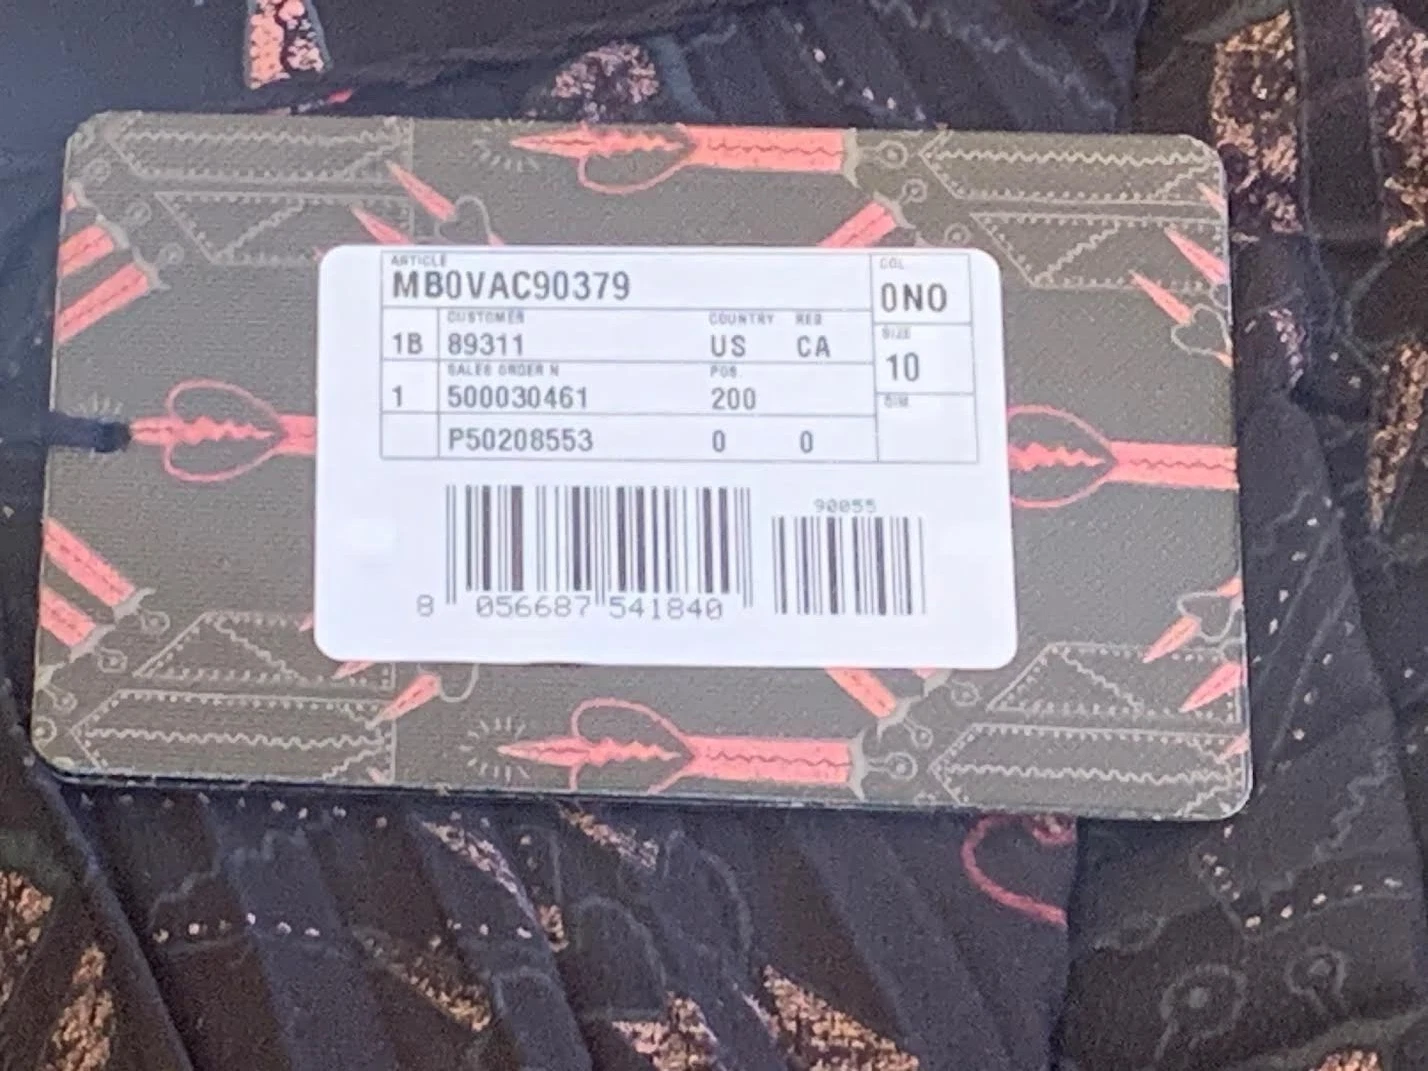 ARTICLE COL
MB0VAC90379 0N0
CUSTOMER COUNTRY REG SIZE
1B 89311 US CA 10
SALES ORDER N POS. DIM
1 500030461 200
P50208553 0 0
90055
8 056687 541840